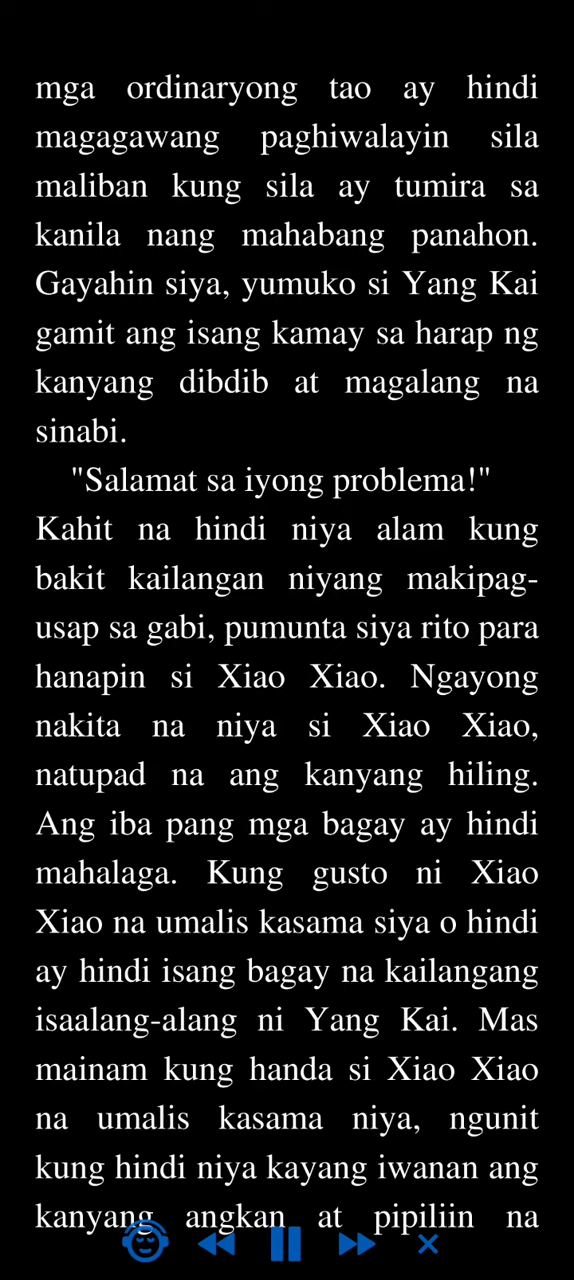 mga ordinaryong tao ay hindi
magagawang paghiwalayin sila
maliban kung sila ay tumira sa
kanila nang mahabang panahon.
Gayahin siya, yumuko si Yang Kai
gamit ang isang kamay sa harap ng
kanyang dibdib at magalang na
sinabi.
"Salamat sa iyong problema!"
Kahit na hindi niya alam kung
bakit kailangan niyang makipag-
usap sa gabi, pumunta siya rito para
hanapin si Xiao Xiao. Ngayong
nakita na niya si Xiao Xiao,
natupad na ang kanyang hiling.
Ang iba pang mga bagay ay hindi
mahalaga. Kung gusto ni Xiao
Xiao na umalis kasama siya o hindi
ay hindi isang bagay na kailangang
isaalang-alang ni Yang Kai. Mas
mainam kung handa si Xiao Xiao
na umalis kasama niya, ngunit
kung hindi niya kayang iwanan ang
kanyang angkan at pipiliin na